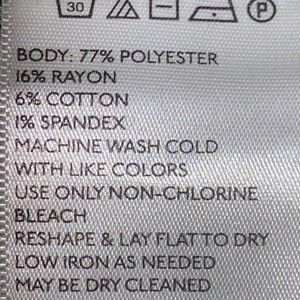 30
P
BODY: 77% POLYESTER
16% RAYON
6% COTTON
1% SPANDEX
MACHINE WASH COLD
WITH LIKE COLORS
USE ONLY NON-CHLORINE
BLEACH
RESHAPE & LAY FLAT TO DRY
LOW IRON AS NEEDED
MAY BE DRY CLEANED